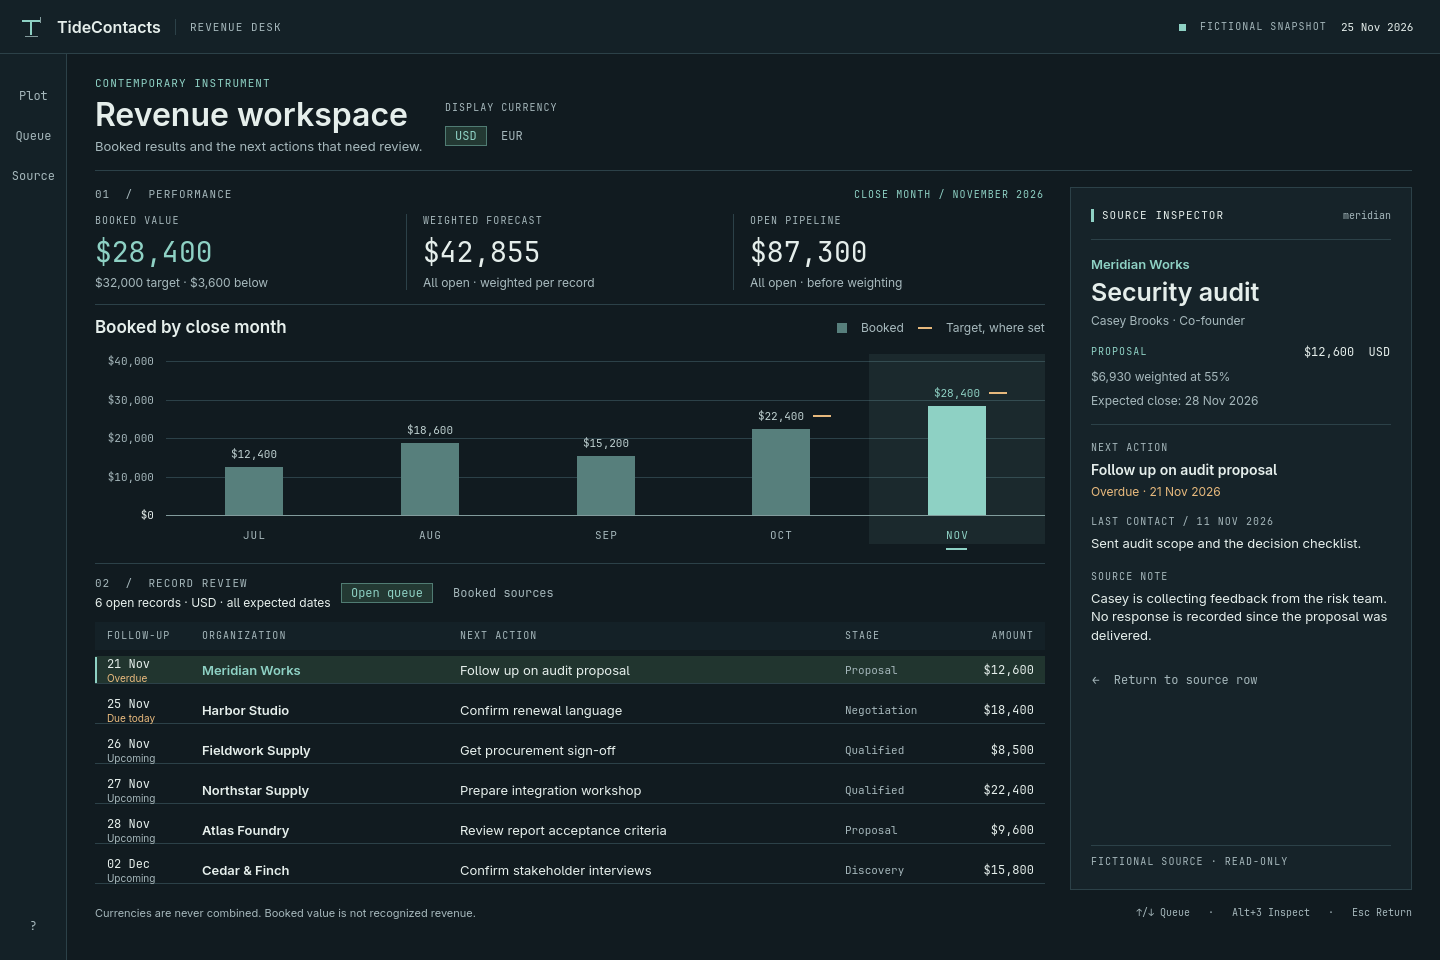 TideContacts
REVENUE DESK
FICTIONAL SNAPSHOT 25 Nov 2026
Plot
Queue
Source
?
CONTEMPORARY INSTRUMENT
Revenue workspace
Booked results and the next actions that need review.
DISPLAY CURRENCY
USD EUR
01 / PERFORMANCE
CLOSE MONTH / NOVEMBER 2026
BOOKED VALUE
$28,400
$32,000 target · $3,600 below
WEIGHTED FORECAST
$42,855
All open · weighted per record
OPEN PIPELINE
$87,300
All open · before weighting
Booked by close month
Booked
Target, where set
$40,000
$30,000
$20,000
$10,000
$0
$12,400
$18,600
$15,200
$22,400
$28,400
JUL AUG SEP OCT NOV
02 / RECORD REVIEW
6 open records · USD · all expected dates
Open queue
Booked sources
FOLLOW-UP ORGANIZATION NEXT ACTION STAGE AMOUNT
21 Nov
Overdue
Meridian Works Follow up on audit proposal Proposal $12,600
25 Nov
Due today
Harbor Studio Confirm renewal language Negotiation $18,400
26 Nov
Upcoming
Fieldwork Supply Get procurement sign-off Qualified $8,500
27 Nov
Upcoming
Northstar Supply Prepare integration workshop Qualified $22,400
28 Nov
Upcoming
Atlas Foundry Review report acceptance criteria Proposal $9,600
02 Dec
Upcoming
Cedar & Finch Confirm stakeholder interviews Discovery $15,800
Currencies are never combined. Booked value is not recognized revenue.
SOURCE INSPECTOR
meridian
Meridian Works
Security audit
Casey Brooks · Co-founder
PROPOSAL $12,600 USD
$6,930 weighted at 55%
Expected close: 28 Nov 2026
NEXT ACTION
Follow up on audit proposal
Overdue · 21 Nov 2026
LAST CONTACT / 11 NOV 2026
Sent audit scope and the decision checklist.
SOURCE NOTE
Casey is collecting feedback from the risk team.
No response is recorded since the proposal was
delivered.
← Return to source row
FICTIONAL SOURCE · READ-ONLY
↑/↓ Queue · Alt+3 Inspect · Esc Return